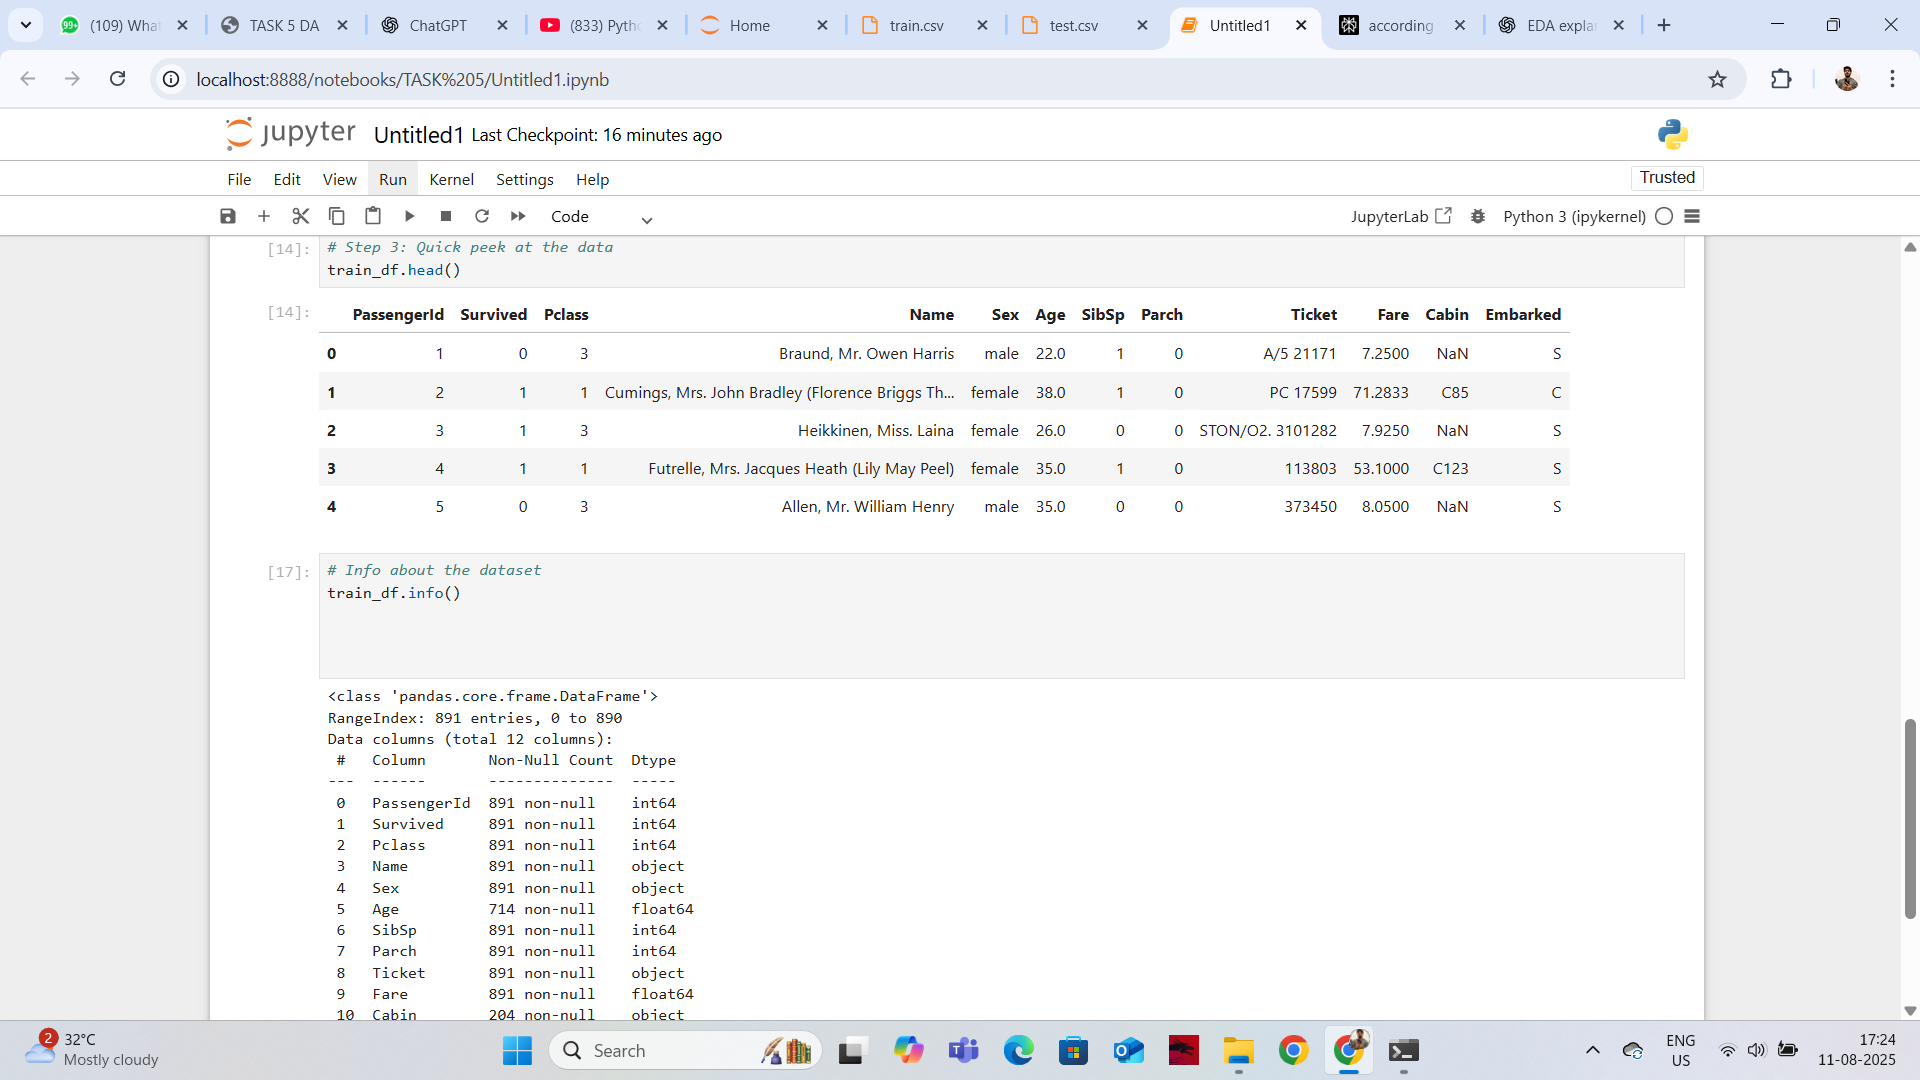 (109) What
TASK 5 DA
ChatGPT
(833) Pytho
Home
train.csv
test.csv
Untitled1
according
EDA expla
localhost:8888/notebooks/TASK%205/Untitled1.ipynb
jupyter Untitled1 Last Checkpoint: 16 minutes ago
File Edit View Run Kernel Settings Help
Trusted
Code
JupyterLab
Python 3 (ipykernel)
[14]: # Step 3: Quick peek at the data
train_df.head()
[14]: PassengerId Survived Pclass Name Sex Age SibSp Parch Ticket Fare Cabin Embarked
0 1 0 3 Braund, Mr. Owen Harris male 22.0 1 0 A/5 21171 7.2500 NaN S
1 2 1 1 Cumings, Mrs. John Bradley (Florence Briggs Th... female 38.0 1 0 PC 17599 71.2833 C85 C
2 3 1 3 Heikkinen, Miss. Laina female 26.0 0 0 STON/O2. 3101282 7.9250 NaN S
3 4 1 1 Futrelle, Mrs. Jacques Heath (Lily May Peel) female 35.0 1 0 113803 53.1000 C123 S
4 5 0 3 Allen, Mr. William Henry male 35.0 0 0 373450 8.0500 NaN S
[17]: # Info about the dataset
train_df.info()
<class 'pandas.core.frame.DataFrame'>
RangeIndex: 891 entries, 0 to 890
Data columns (total 12 columns):
# Column Non-Null Count Dtype
--- ------ -------------- -----
0 PassengerId 891 non-null int64
1 Survived 891 non-null int64
2 Pclass 891 non-null int64
3 Name 891 non-null object
4 Sex 891 non-null object
5 Age 714 non-null float64
6 SibSp 891 non-null int64
7 Parch 891 non-null int64
8 Ticket 891 non-null object
9 Fare 891 non-null float64
10 Cabin 204 non-null object
2
32°C
Mostly cloudy
Search
ENG
US
17:24
11-08-2025